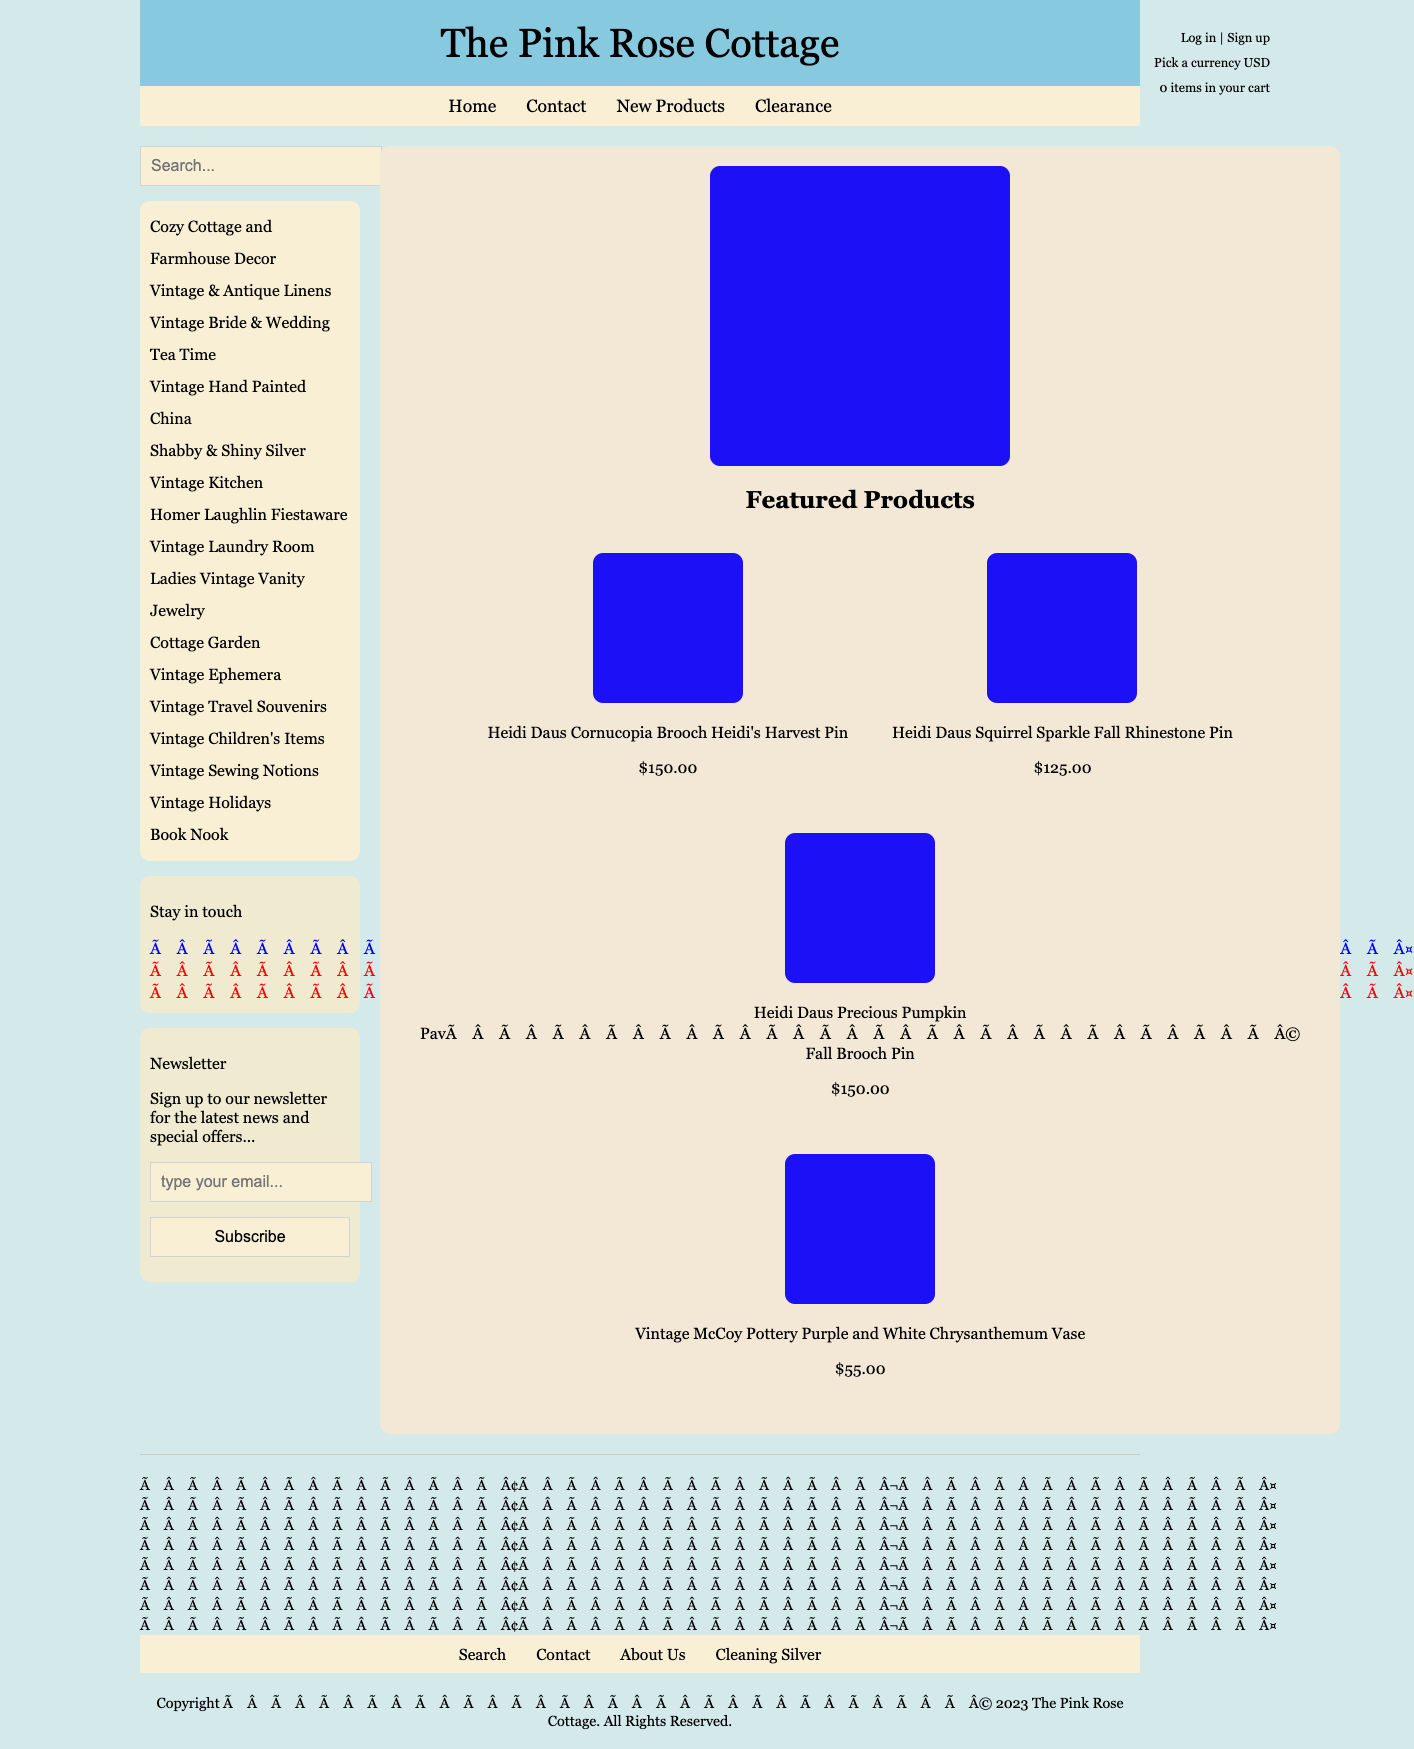 The Pink Rose Cottage
Log in | Sign up
Pick a currency USD
0 items in your cart
Home Contact New Products Clearance
Search...
Cozy Cottage and
Farmhouse Decor
Vintage & Antique Linens
Vintage Bride & Wedding
Tea Time
Vintage Hand Painted
China
Shabby & Shiny Silver
Vintage Kitchen
Homer Laughlin Fiestaware
Vintage Laundry Room
Ladies Vintage Vanity
Jewelry
Cottage Garden
Vintage Ephemera
Vintage Travel Souvenirs
Vintage Children's Items
Vintage Sewing Notions
Vintage Holidays
Book Nook
Stay in touch
Ã Â Ã Â Ã Â Ã Â Ã
Ã Â Ã Â Ã Â Ã Â Ã
Ã Â Ã Â Ã Â Ã Â Ã
Â Ã Â¤
Â Ã Â¤
Â Ã Â¤
Newsletter
Sign up to our newsletter
for the latest news and
special offers...
type your email...
Subscribe
Featured Products
Heidi Daus Cornucopia Brooch Heidi's Harvest Pin
$150.00
Heidi Daus Squirrel Sparkle Fall Rhinestone Pin
$125.00
Heidi Daus Precious Pumpkin
PavÃ Â Ã Â Ã Â Ã Â Ã Â Ã Â Ã Â Ã Â Ã Â Ã Â Ã Â Ã Â Ã Â Ã Â Ã Â Ã Â©
Fall Brooch Pin
$150.00
Vintage McCoy Pottery Purple and White Chrysanthemum Vase
$55.00
Ã Â Ã Â Ã Â Ã Â Ã Â Ã Â Ã Â Ã Â¢Ã Â Ã Â Ã Â Ã Â Ã Â Ã Â Ã Â Ã Â¬Ã Â Ã Â Ã Â Ã Â Ã Â Ã Â Ã Â Ã Â¤
Ã Â Ã Â Ã Â Ã Â Ã Â Ã Â Ã Â Ã Â¢Ã Â Ã Â Ã Â Ã Â Ã Â Ã Â Ã Â Ã Â¬Ã Â Ã Â Ã Â Ã Â Ã Â Ã Â Ã Â Ã Â¤
Ã Â Ã Â Ã Â Ã Â Ã Â Ã Â Ã Â Ã Â¢Ã Â Ã Â Ã Â Ã Â Ã Â Ã Â Ã Â Ã Â¬Ã Â Ã Â Ã Â Ã Â Ã Â Ã Â Ã Â Ã Â¤
Ã Â Ã Â Ã Â Ã Â Ã Â Ã Â Ã Â Ã Â¢Ã Â Ã Â Ã Â Ã Â Ã Â Ã Â Ã Â Ã Â¬Ã Â Ã Â Ã Â Ã Â Ã Â Ã Â Ã Â Ã Â¤
Ã Â Ã Â Ã Â Ã Â Ã Â Ã Â Ã Â Ã Â¢Ã Â Ã Â Ã Â Ã Â Ã Â Ã Â Ã Â Ã Â¬Ã Â Ã Â Ã Â Ã Â Ã Â Ã Â Ã Â Ã Â¤
Ã Â Ã Â Ã Â Ã Â Ã Â Ã Â Ã Â Ã Â¢Ã Â Ã Â Ã Â Ã Â Ã Â Ã Â Ã Â Ã Â¬Ã Â Ã Â Ã Â Ã Â Ã Â Ã Â Ã Â Ã Â¤
Ã Â Ã Â Ã Â Ã Â Ã Â Ã Â Ã Â Ã Â¢Ã Â Ã Â Ã Â Ã Â Ã Â Ã Â Ã Â Ã Â¬Ã Â Ã Â Ã Â Ã Â Ã Â Ã Â Ã Â Ã Â¤
Ã Â Ã Â Ã Â Ã Â Ã Â Ã Â Ã Â Ã Â¢Ã Â Ã Â Ã Â Ã Â Ã Â Ã Â Ã Â Ã Â¬Ã Â Ã Â Ã Â Ã Â Ã Â Ã Â Ã Â Ã Â¤
Search Contact About Us Cleaning Silver
Copyright Ã Â Ã Â Ã Â Ã Â Ã Â Ã Â Ã Â Ã Â Ã Â Ã Â Ã Â Ã Â Ã Â Ã Â Ã Â Ã Â© 2023 The Pink Rose
Cottage. All Rights Reserved.